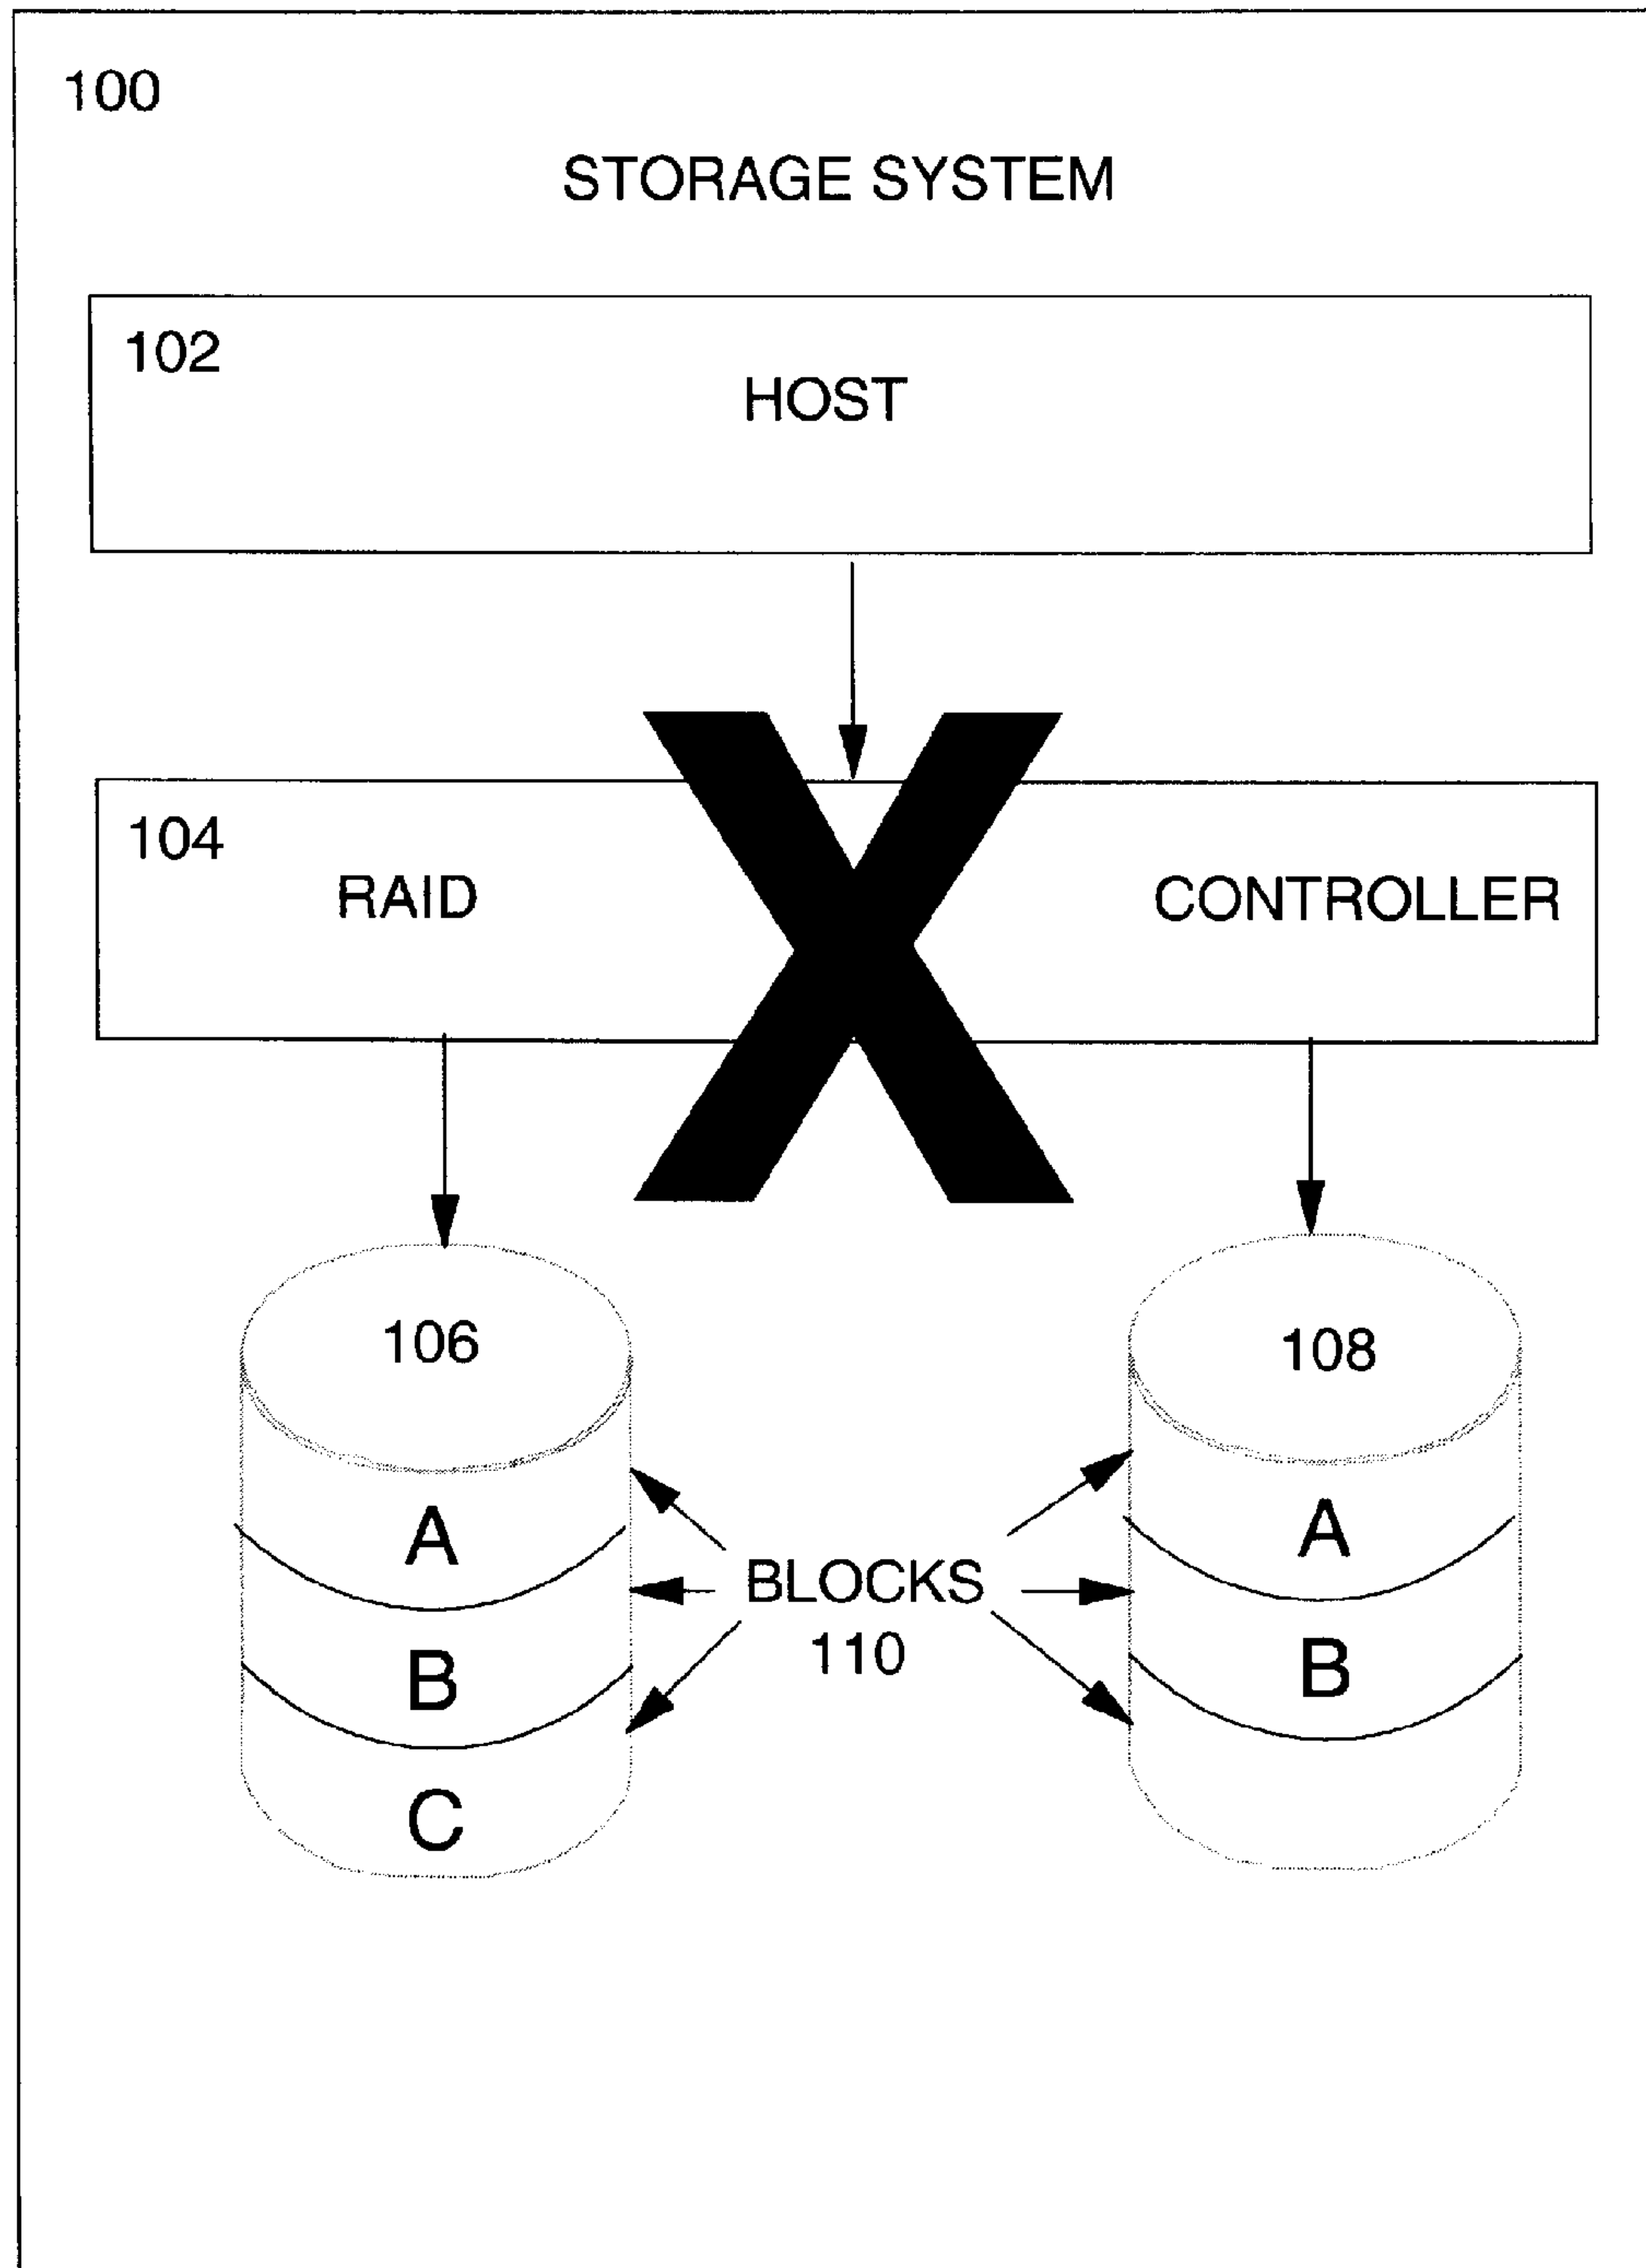 100
STORAGE SYSTEM
102
HOST
104
RAID CONTROLLER
106 108
A A
BLOCKS
110
B B
C